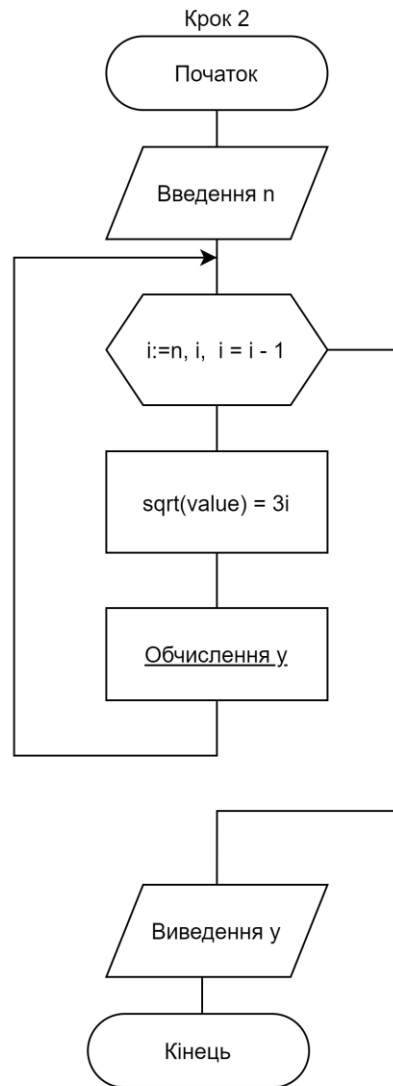 Крок 2
Початок
Введення n
i:=n, i, i = i - 1
sqrt(value) = 3i
Обчислення y
Виведення y
Кінець